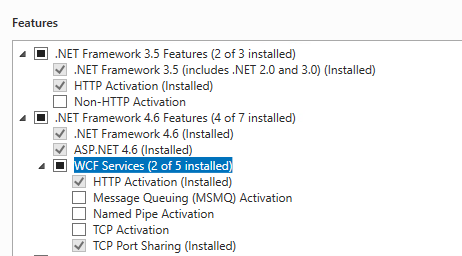 Features
.NET Framework 3.5 Features (2 of 3 installed)
.NET Framework 3.5 (includes .NET 2.0 and 3.0) (Installed)
HTTP Activation (Installed)
Non-HTTP Activation
.NET Framework 4.6 Features (4 of 7 installed)
.NET Framework 4.6 (Installed)
ASP.NET 4.6 (Installed)
WCF Services (2 of 5 installed)
HTTP Activation (Installed)
Message Queuing (MSMQ) Activation
Named Pipe Activation
TCP Activation
TCP Port Sharing (Installed)